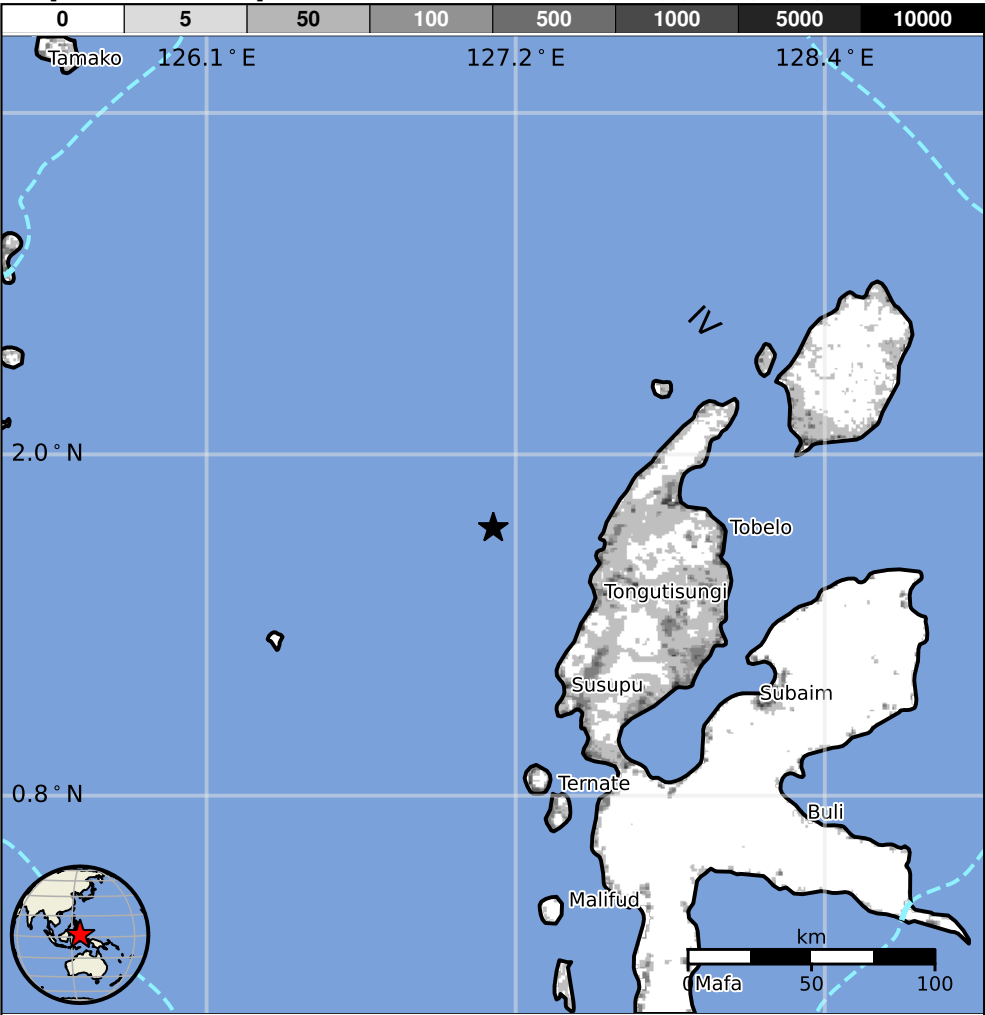 0 5 50 100 500 1000 5000 10000
Tamako 126.1°E 127.2°E 128.4°E
IV
2.0°N
Tobelo
Tongutisungi
Susupu
Subaim
Ternate
0.8°N
Buli
Malifud
km
0 50 100
Mafa